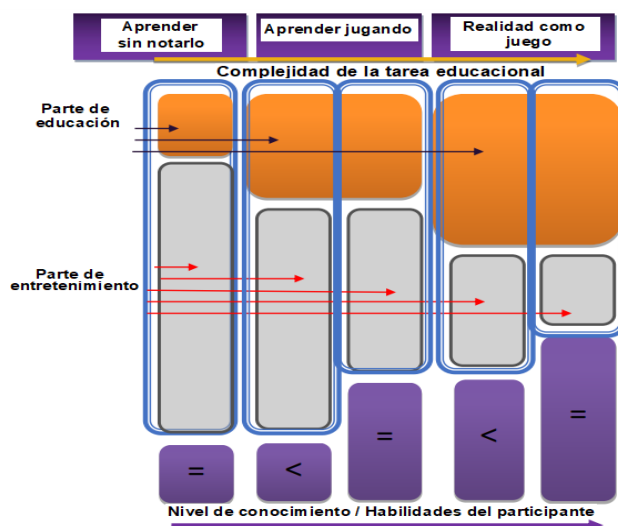 Aprender
sin notarlo
Aprender jugando
Realidad como
juego
Complejidad de la tarea educacional
Parte de
educación
Parte de
entretenimiento
=
<
=
<
=
Nivel de conocimiento / Habilidades del participante